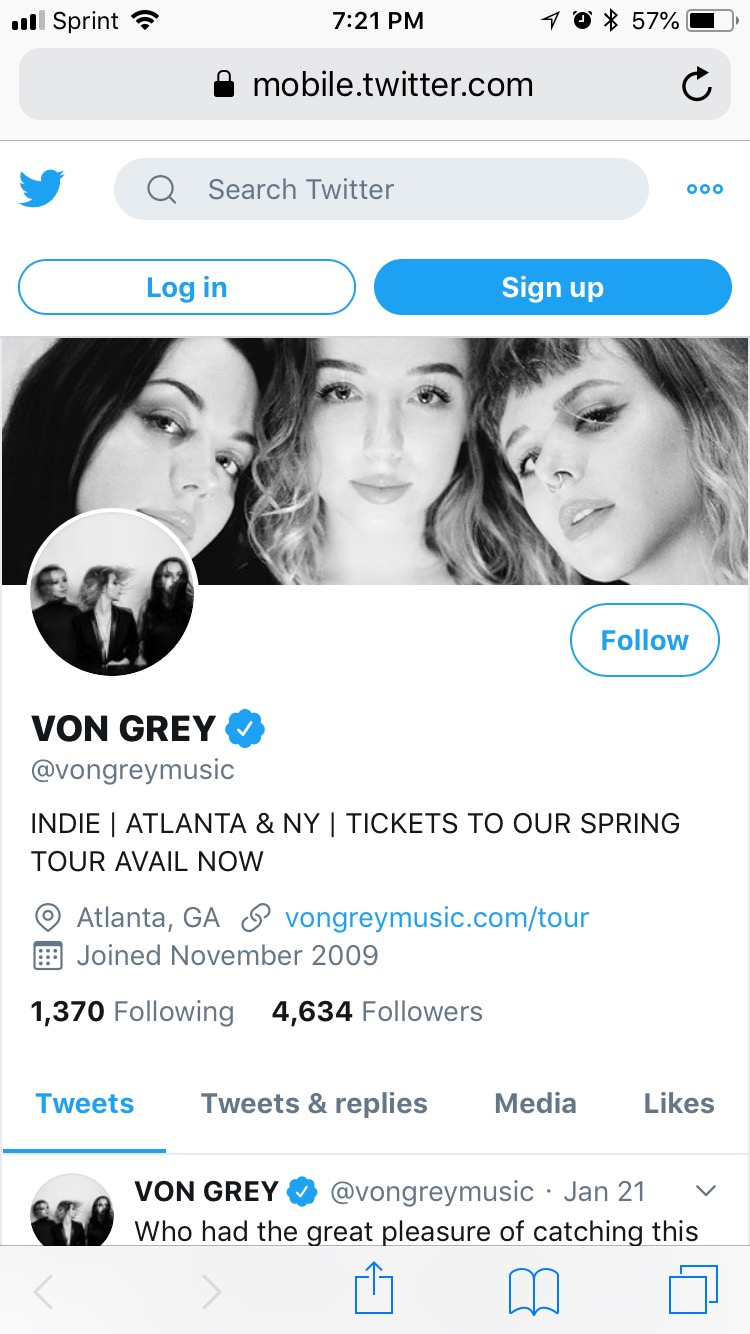 Sprint 7:21 PM 57%
mobile.twitter.com
Search Twitter
Log in Sign up
Follow
VON GREY
@vongreymusic
INDIE | ATLANTA & NY | TICKETS TO OUR SPRING
TOUR AVAIL NOW
Atlanta, GA vongreymusic.com/tour
Joined November 2009
1,370 Following 4,634 Followers
Tweets Tweets & replies Media Likes
VON GREY @vongreymusic · Jan 21
Who had the great pleasure of catching this